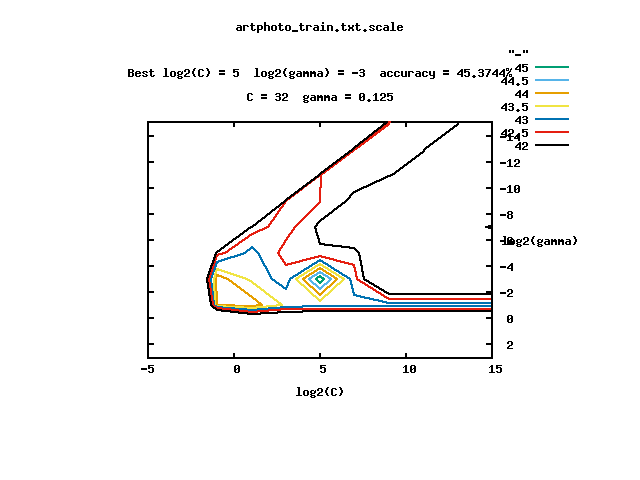 artphoto_train.txt.scale
"-"
Best log2(C) = 5 log2(gamma) = -3 accuracy = 45.3744%
45
44.5
C = 32 gamma = 0.125
44
43.5
43
42.5
-14
42
-12
-10
-8
-6
log2(gamma)
-4
-2
0
2
-5 0 5 10 15
log2(C)